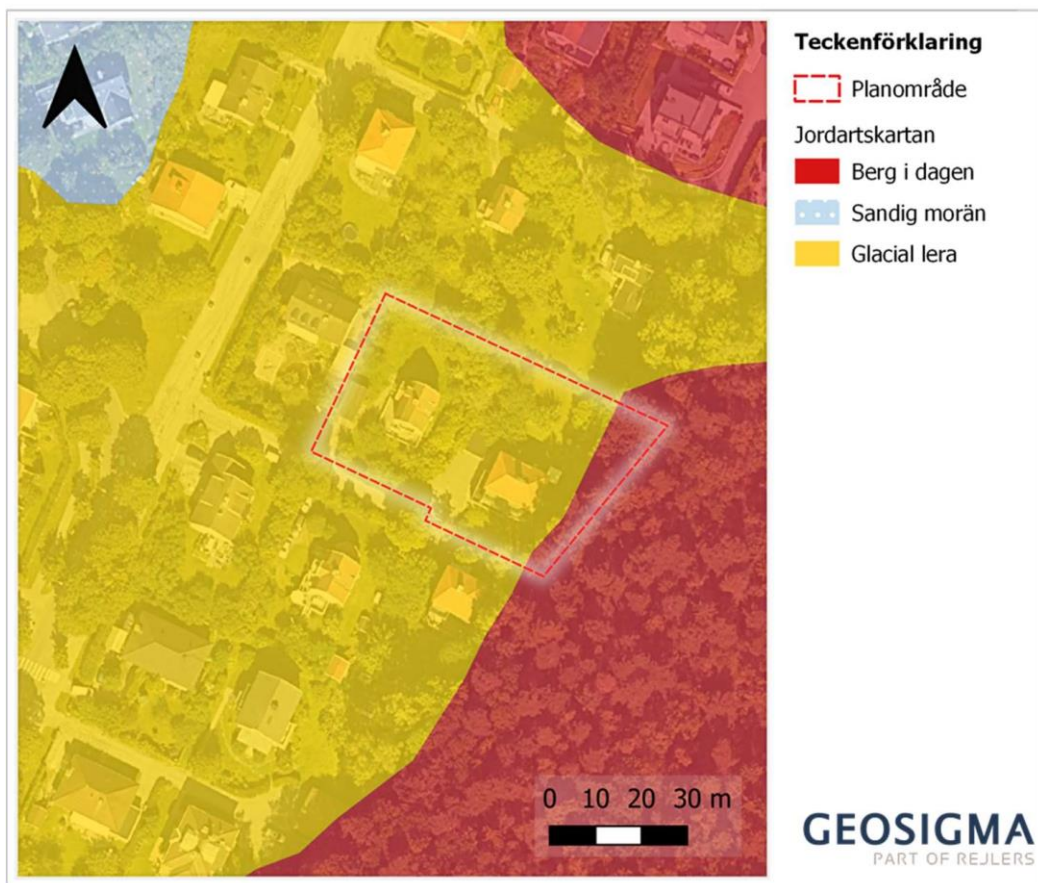 Teckenförklaring
Planområde
Jordartskartan
Berg i dagen
Sandig morän
Glacial lera
0 10 20 30 m
GEOSIGMA
PART OF REJLERS